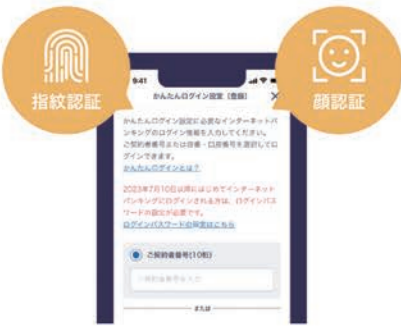 指紋認証
顔認証
9:41
かんたんログイン設定（登録）
かんたんログイン設定に必要なインターネットバ
ンキングのログイン情報を入力してください。
ご契約者番号または店番・口座番号を選択してロ
グインできます。
かんたんログインとは？
2023年7月10日以降にはじめてインターネット
バンキングにログインされる方は、ログインパス
ワードの設定が必要です。
ログインパスワードの設定はこちら
ご契約者番号(10桁)
ご契約者番号を入力
または